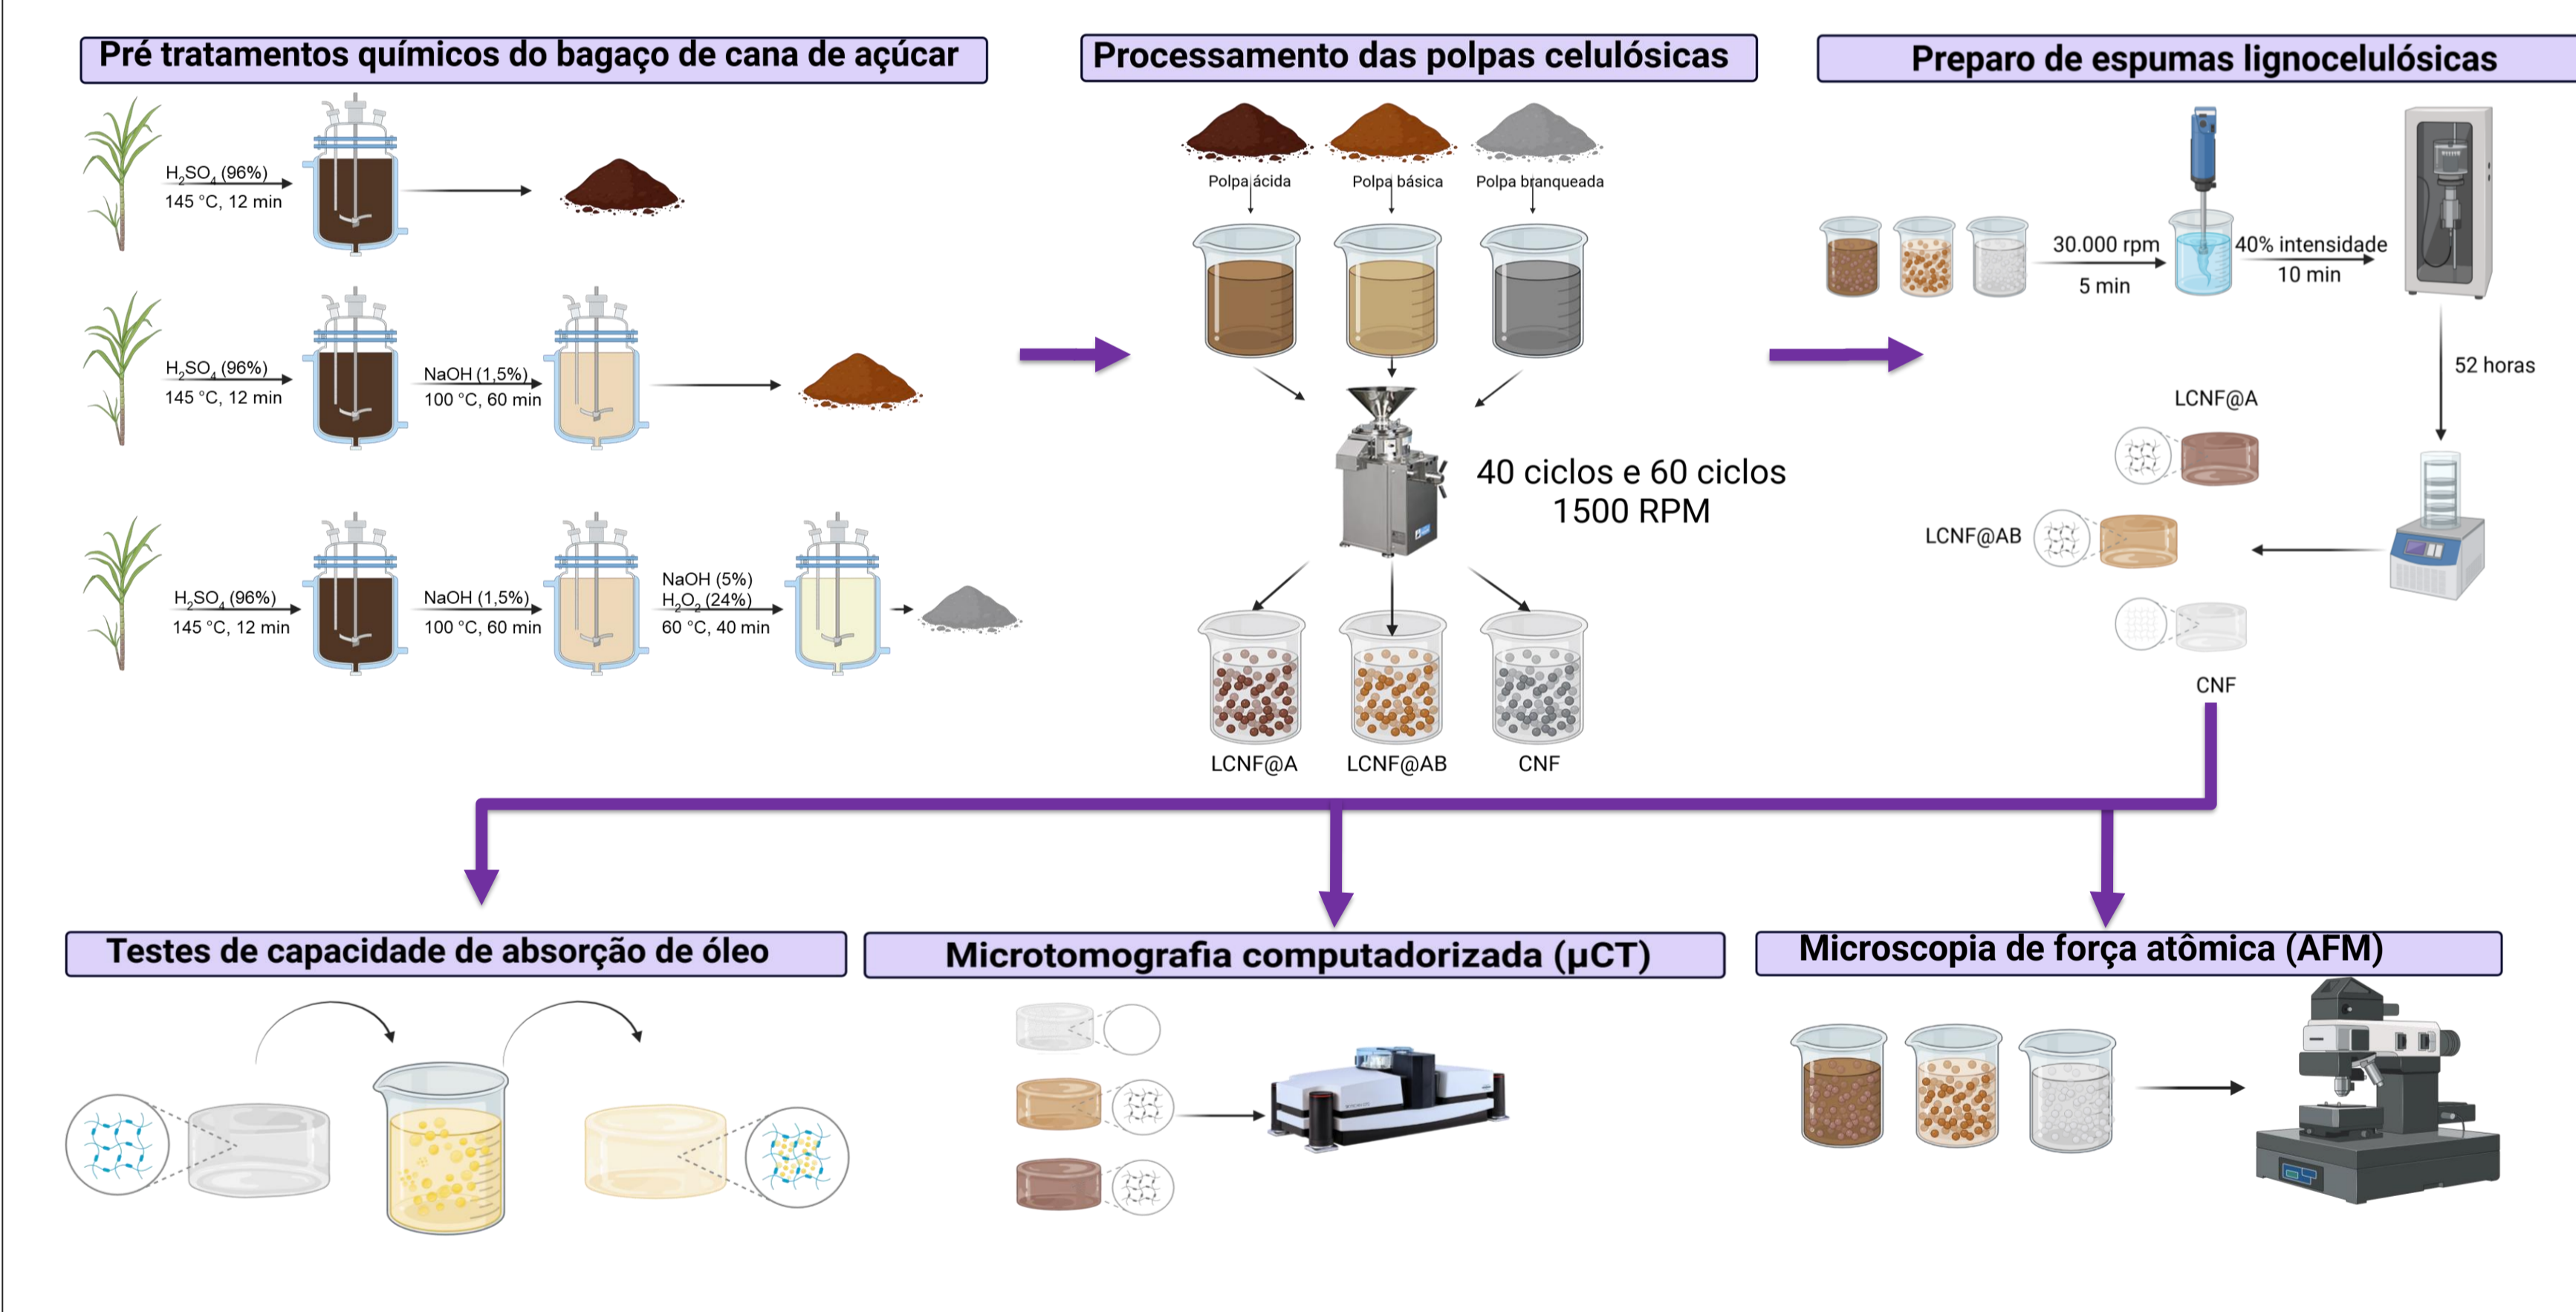 Pré tratamentos químicos do bagaço de cana de açúcar
H₂SO₄ (96%)
145 °C, 12 min
H₂SO₄ (96%)
145 °C, 12 min
NaOH (1,5%)
100 °C, 60 min
H₂SO₄ (96%)
145 °C, 12 min
NaOH (1,5%)
100 °C, 60 min
NaOH (5%)
H₂O₂ (24%)
60 °C, 40 min
Processamento das polpas celulósicas
Polpa ácida
Polpa básica
Polpa branqueada
40 ciclos e 60 ciclos
1500 RPM
LCNF@A
LCNF@AB
CNF
Preparo de espumas lignocelulósicas
30.000 rpm
5 min
40% intensidade
10 min
52 horas
LCNF@A
LCNF@AB
CNF
Testes de capacidade de absorção de óleo
Microtomografia computadorizada (µCT)
Microscopia de força atômica (AFM)